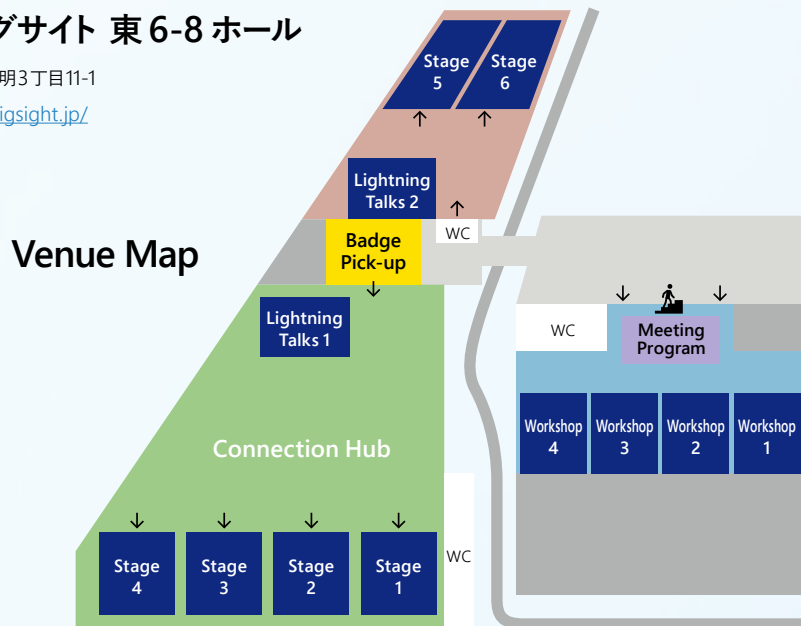 グサイト 東 6-8 ホール
明3丁目11-1
igsight.jp/
Venue Map
Stage
5
Stage
6
Lightning
Talks 2
WC
Badge
Pick-up
Lightning
Talks 1
WC
Meeting
Program
Workshop
4
Workshop
3
Workshop
2
Workshop
1
Connection Hub
Stage
4
Stage
3
Stage
2
Stage
1
WC